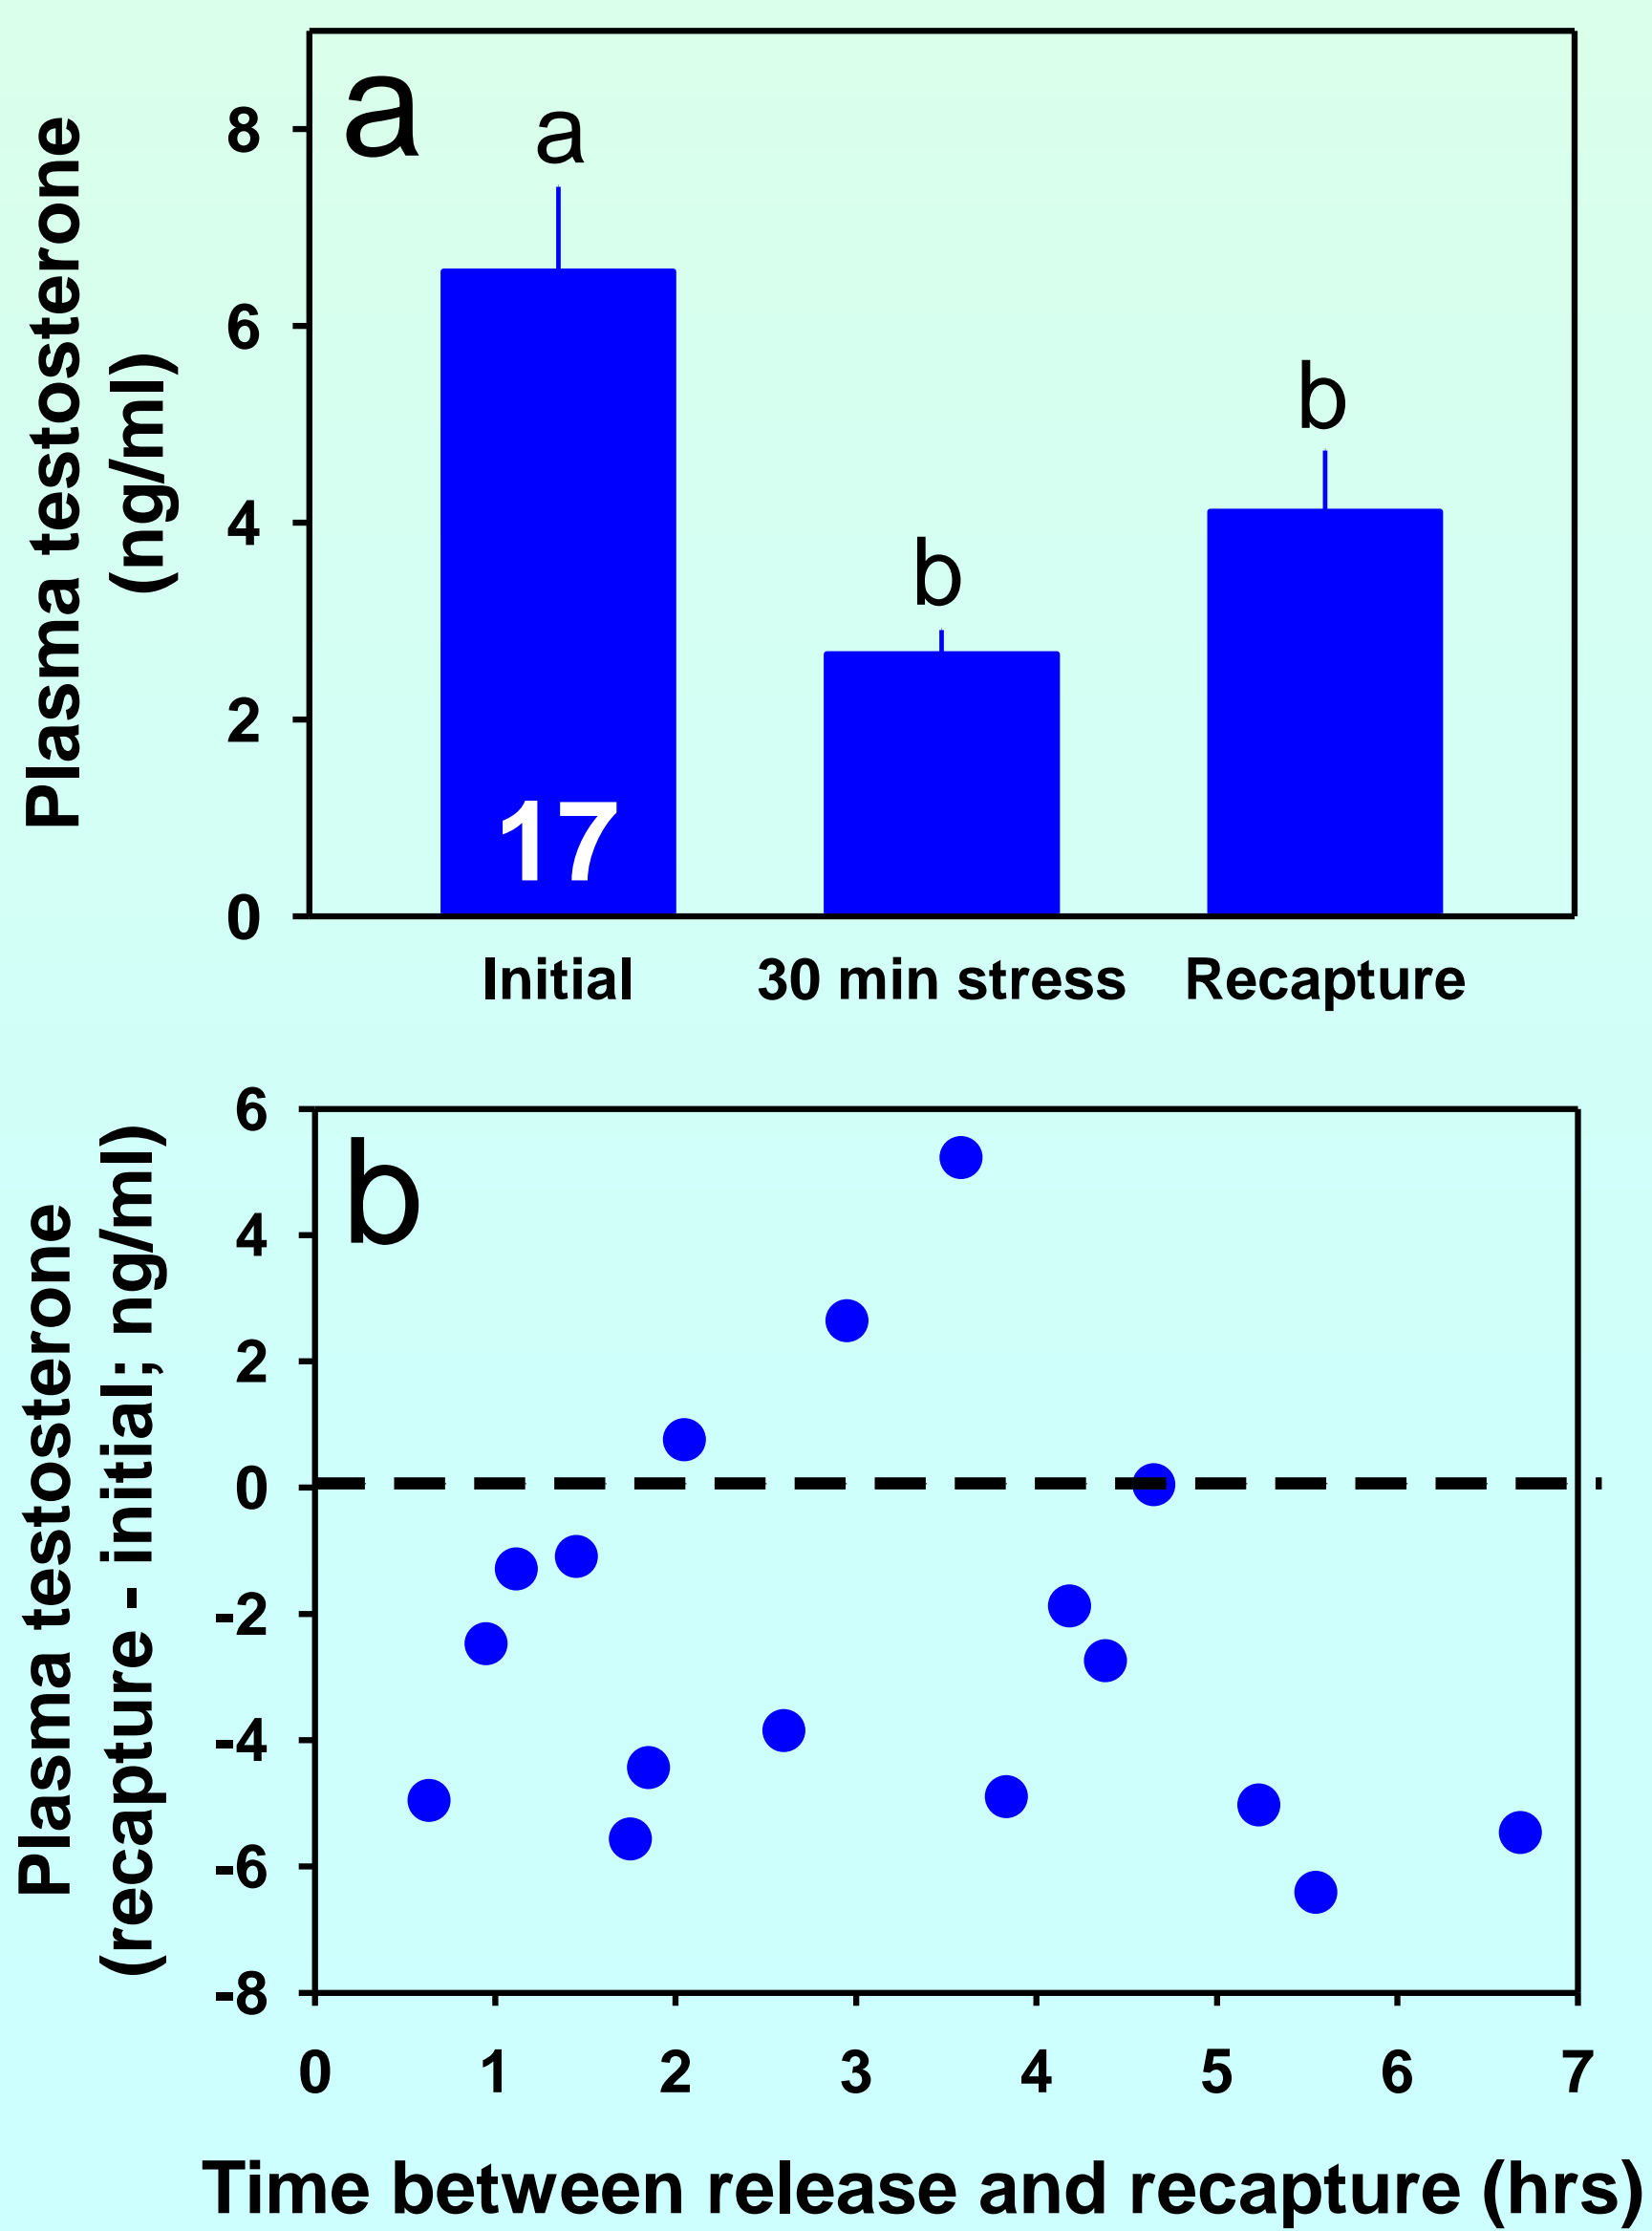 Plasma testosterone
(ng/ml)
8
6
4
2
0
a
a
b
b
17
Initial 30 min stress Recapture
Plasma testosterone
(recapture - initial; ng/ml)
6
4
2
0
-2
-4
-6
-8
b
0 1 2 3 4 5 6 7
Time between release and recapture (hrs)